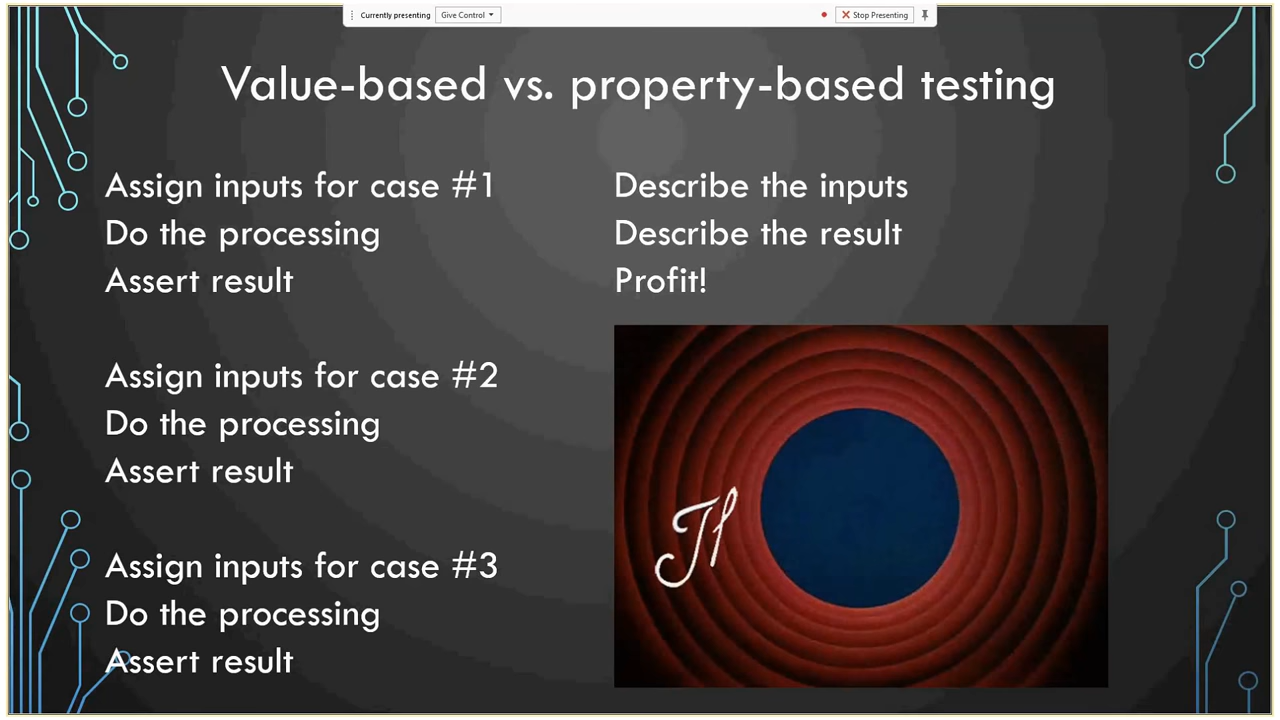 Currently presenting
Give Control
Stop Presenting
Value-based vs. property-based testing
Assign inputs for case #1
Do the processing
Assert result
Assign inputs for case #2
Do the processing
Assert result
Assign inputs for case #3
Do the processing
Assert result
Describe the inputs
Describe the result
Profit!